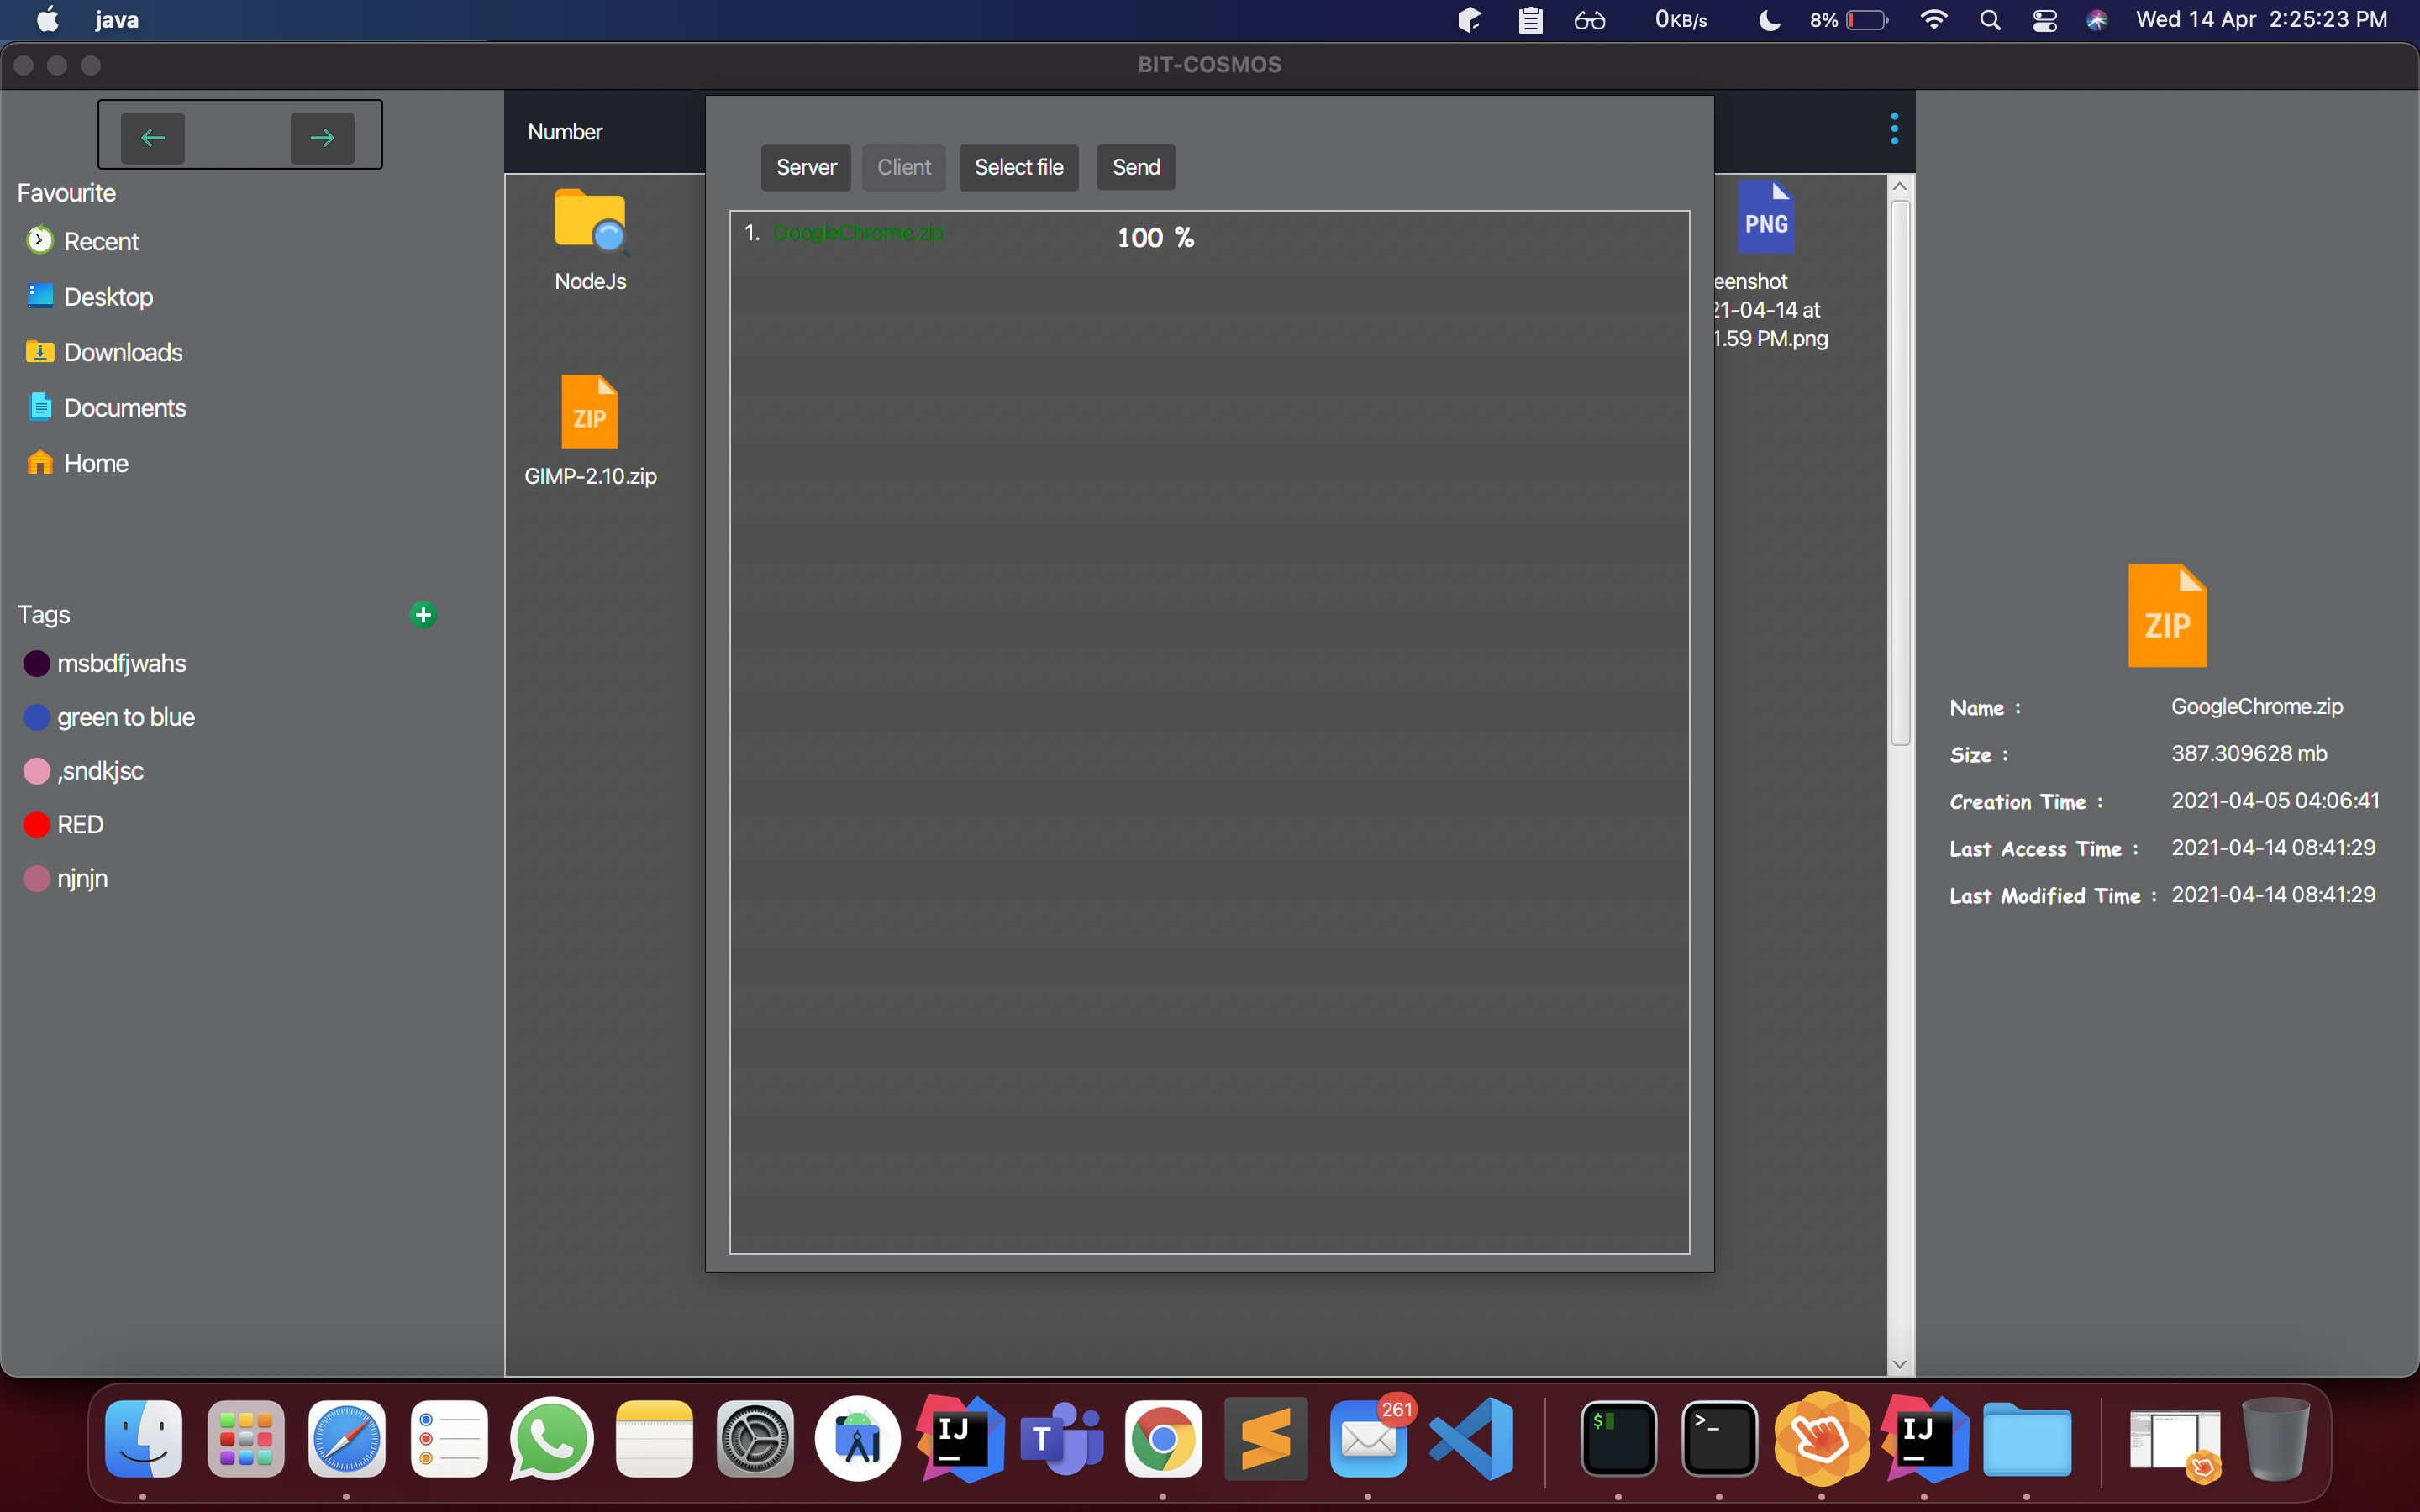 java
0KB/s
8%
Wed 14 Apr 2:25:23 PM
BIT-COSMOS
Favourite
Recent
Desktop
Downloads
Documents
Home
Tags
msbdfjwahs
green to blue
,sndkjsc
RED
njnjn
Number
NodeJs
ZIP
GIMP-2.10.zip
Server
Client
Select file
Send
1. GoogleChrome.zip 100 %
PNG
eenshot
21-04-14 at
1.59 PM.png
ZIP
Name : GoogleChrome.zip
Size : 387.309628 mb
Creation Time : 2021-04-05 04:06:41
Last Access Time : 2021-04-14 08:41:29
Last Modified Time : 2021-04-14 08:41:29
IJ
T
261
$
>_
IJ